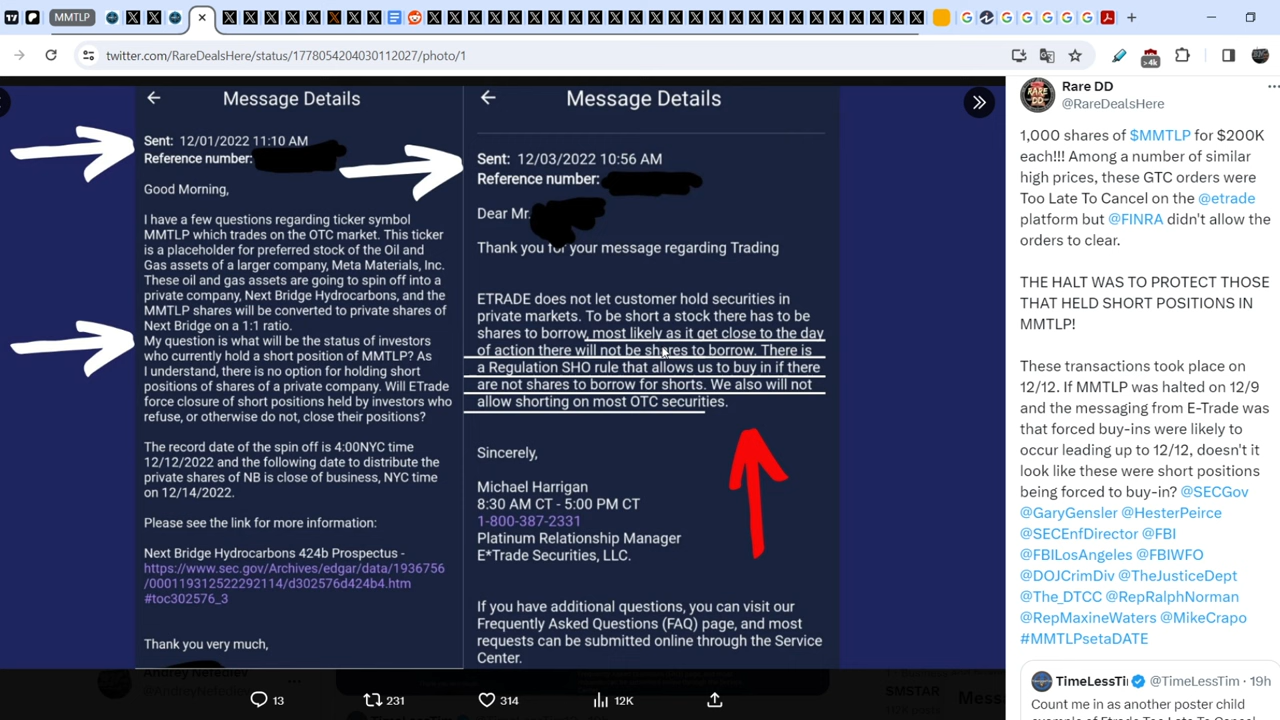 MMTLP
twitter.com/RareDealsHere/status/1778054204030112027/photo/1
>4k
Message Details
Sent: 12/01/2022 11:10 AM
Reference number:
Good Morning,
I have a few questions regarding ticker symbol
MMTLP which trades on the OTC market. This ticker
is a placeholder for preferred stock of the Oil and
Gas assets of a larger company, Meta Materials, Inc.
These oil and gas assets are going to spin off into a
private company, Next Bridge Hydrocarbons, and the
MMTLP shares will be converted to private shares of
Next Bridge on a 1:1 ratio.
My question is what will be the status of investors
who currently hold a short position of MMTLP? As
I understand, there is no option for holding short
positions of shares of a private company. Will ETrade
force closure of short positions held by investors who
refuse, or otherwise do not, close their positions?
The record date of the spin off is 4:00NYC time
12/12/2022 and the following date to distribute the
private shares of NB is close of business, NYC time
on 12/14/2022.
Please see the link for more information:
Next Bridge Hydrocarbons 424b Prospectus -
https://www.sec.gov/Archives/edgar/data/1936756
/000119312522292114/d302576d424b4.htm
#toc302576_3
Thank you very much,
Message Details
Sent: 12/03/2022 10:56 AM
Reference number:
Dear Mr.
Thank you for your message regarding Trading
ETRADE does not let customer hold securities in
private markets. To be short a stock there has to be
shares to borrow, most likely as it get close to the day
of action there will not be shares to borrow. There is
a Regulation SHO rule that allows us to buy in if there
are not shares to borrow for shorts. We also will not
allow shorting on most OTC securities.
Sincerely,
Michael Harrigan
8:30 AM CT - 5:00 PM CT
1-800-387-2331
Platinum Relationship Manager
E*Trade Securities, LLC.
If you have additional questions, you can visit our
Frequently Asked Questions (FAQ) page, and most
requests can be submitted online through the Service
Center.
13
231
314
12K
Rare DD
@RareDealsHere
1,000 shares of $MMTLP for $200K
each!!! Among a number of similar
high prices, these GTC orders were
Too Late To Cancel on the @etrade
platform but @FINRA didn't allow the
orders to clear.
THE HALT WAS TO PROTECT THOSE
THAT HELD SHORT POSITIONS IN
MMTLP!
These transactions took place on
12/12. If MMTLP was halted on 12/9
and the messaging from E-Trade was
that forced buy-ins were likely to
occur leading up to 12/12, doesn't it
look like these were short positions
being forced to buy-in? @SECGov
@GaryGensler @HesterPeirce
@SECEnfDirector @FBI
@FBILosAngeles @FBIWFO
@DOJCrimDiv @TheJusticeDept
@The_DTCC @RepRalphNorman
@RepMaxineWaters @MikeCrapo
#MMTLPsetaDATE
TimeLessTi @TimeLessTim · 19h
Count me in as another poster child